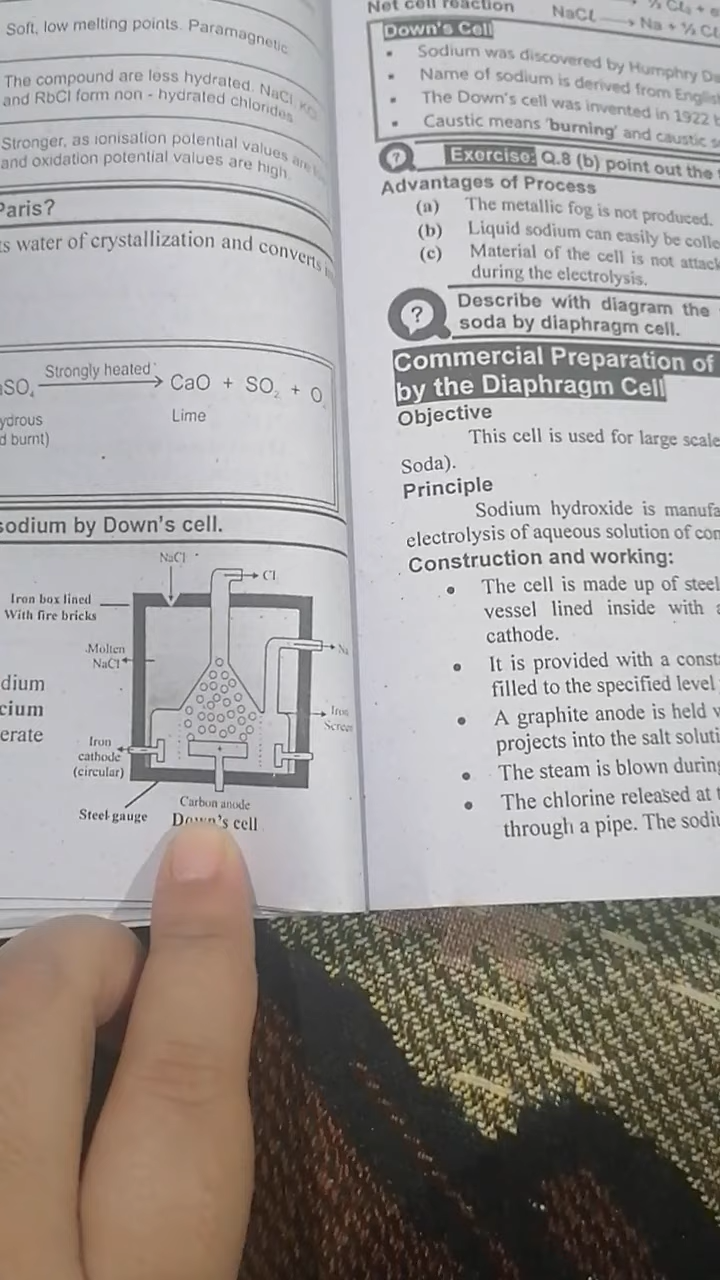 Soft, low melting points. Paramagnetic
The compound are less hydrated. NaCl, KCl
and RbCl form non - hydrated chlorides
Stronger, as ionisation potential values are
and oxidation potential values are high.
Paris?
ts water of crystallization and converts
SO₄ Strongly heated CaO + SO₂ + O
ydrous Lime
d burnt)
sodium by Down's cell.
NaCl
Cl
Iron box lined
With fire bricks
Molten
NaCl
Na
dium
cium
erate
Iron
Screen
Iron
cathode
(circular)
Carbon anode
Steel gauge
Down's cell
Net cell reaction NaCl → Na + ½ Cl
Down's Cell
• Sodium was discovered by Humphry
• Name of sodium is derived from
• The Down's cell was invented in 1922
• Caustic means 'burning' and caustic
? Exercise: Q.8 (b) point out the
Advantages of Process
(a) The metallic fog is not produced.
(b) Liquid sodium can easily be colle
(c) Material of the cell is not attack
during the electrolysis.
? Describe with diagram the
soda by diaphragm cell.
Commercial Preparation of
by the Diaphragm Cell
Objective
This cell is used for large scale
Soda).
Principle
Sodium hydroxide is manufa
electrolysis of aqueous solution of
Construction and working:
• The cell is made up of steel
vessel lined inside with
cathode.
• It is provided with a
filled to the specified level
• A graphite anode is held
projects into the salt
• The steam is blown
• The chlorine released at
through a pipe. The